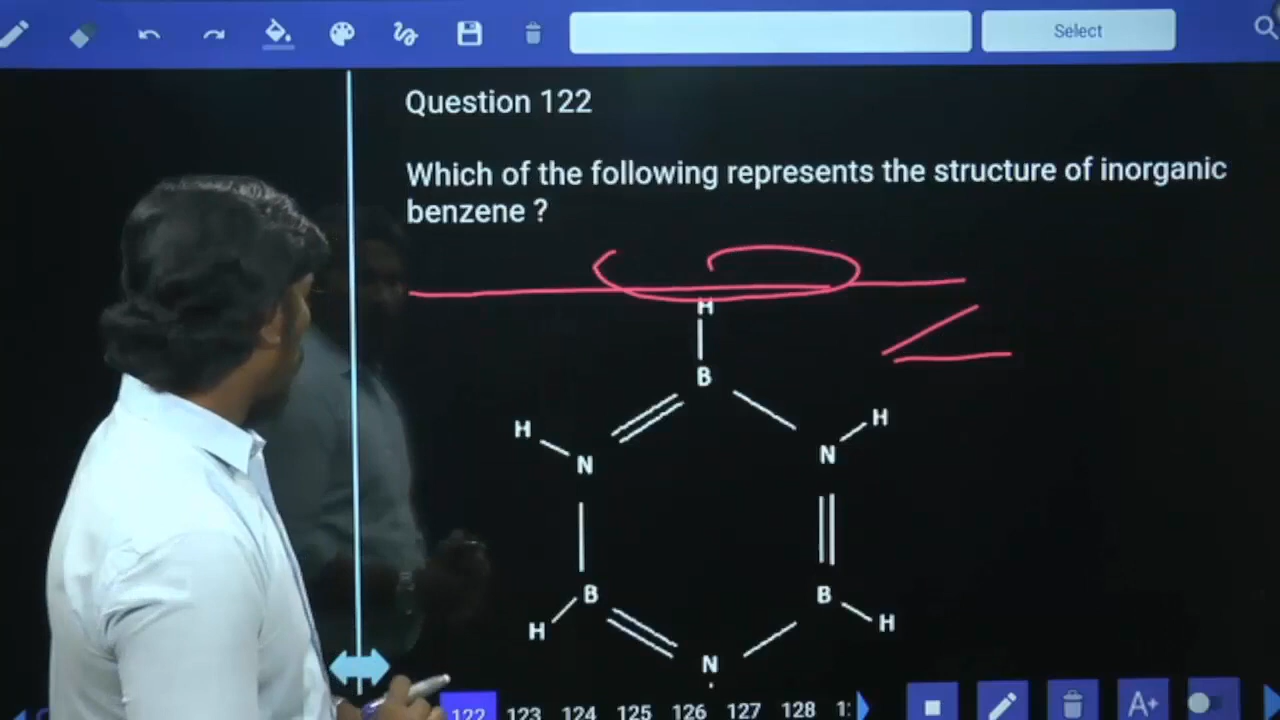 Select
Question 122
Which of the following represents the structure of inorganic
benzene ?
H
B
H
H
N
N
B
B
H
H
N
122 123 124 125 126 127 128
A+